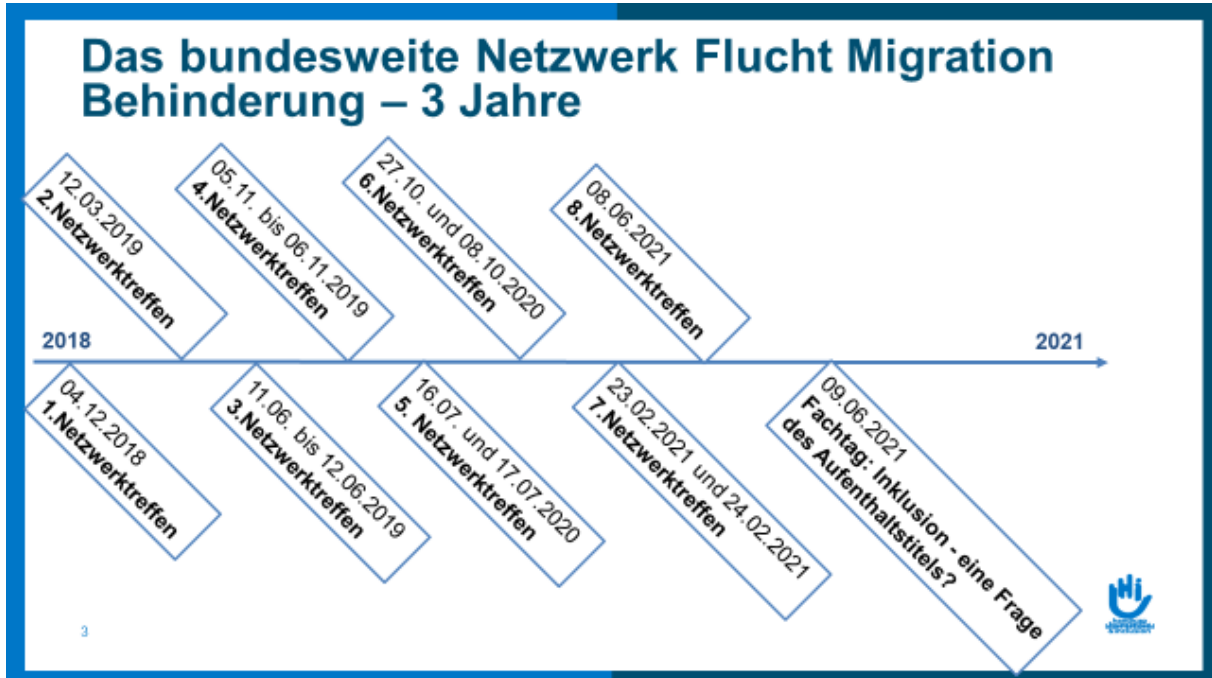 Das bundesweite Netzwerk Flucht Migration
Behinderung – 3 Jahre
12.03.2019
2.Netzwerktreffen
05.11. bis 06.11.2019
4.Netzwerktreffen
27.10. und 08.10.2020
6.Netzwerktreffen
08.06.2021
8.Netzwerktreffen
2018
2021
04.12.2018
1.Netzwerktreffen
11.06. bis 12.06.2019
3.Netzwerktreffen
16.07. und 17.07.2020
5. Netzwerktreffen
23.02.2021 und 24.02.2021
7.Netzwerktreffen
09.06.2021
Fachtag: Inklusion - eine Frage
des Aufenthaltstitels?
3
Hi